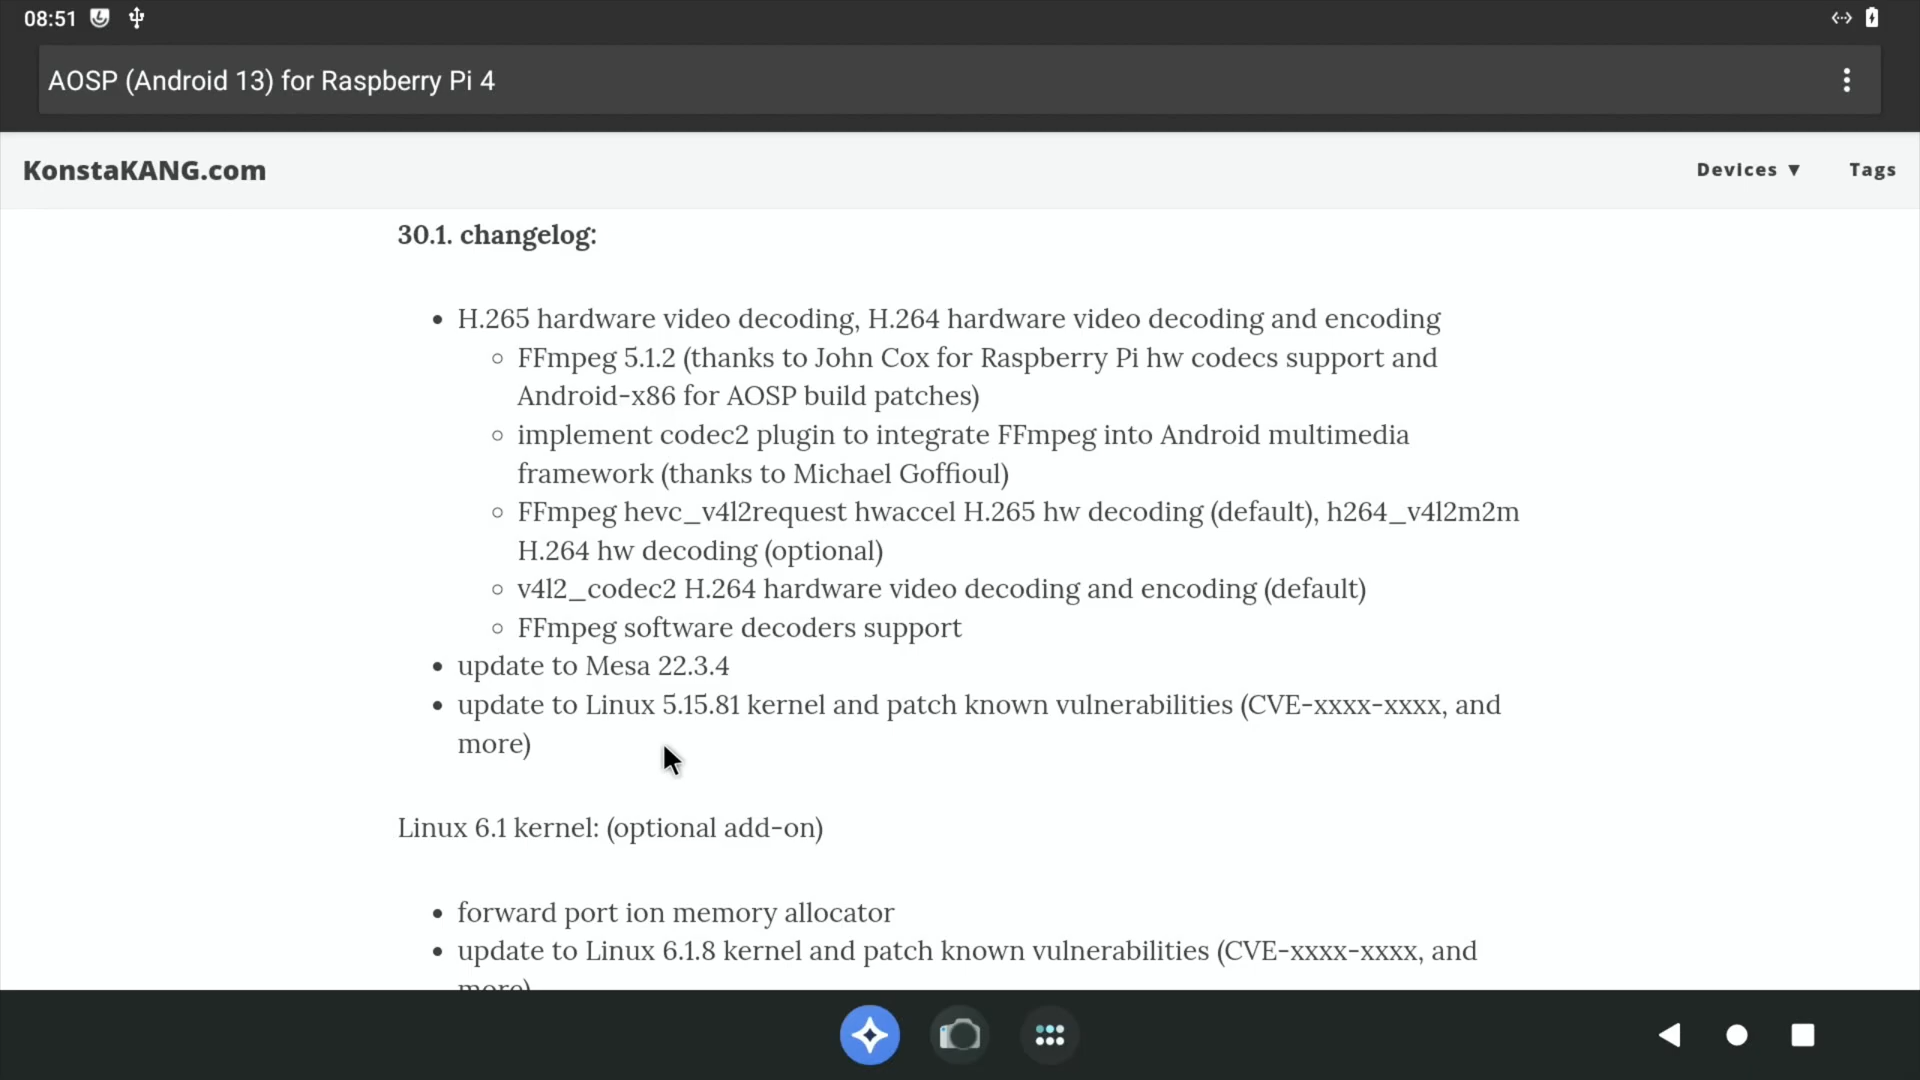 08:51
AOSP (Android 13) for Raspberry Pi 4
KonstaKANG.com
Devices ▼
Tags
30.1. changelog:
• H.265 hardware video decoding, H.264 hardware video decoding and encoding
◦ FFmpeg 5.1.2 (thanks to John Cox for Raspberry Pi hw codecs support and
Android-x86 for AOSP build patches)
◦ implement codec2 plugin to integrate FFmpeg into Android multimedia
framework (thanks to Michael Goffioul)
◦ FFmpeg hevc_v4l2request hwaccel H.265 hw decoding (default), h264_v4l2m2m
H.264 hw decoding (optional)
◦ v4l2_codec2 H.264 hardware video decoding and encoding (default)
◦ FFmpeg software decoders support
• update to Mesa 22.3.4
• update to Linux 5.15.81 kernel and patch known vulnerabilities (CVE-xxxx-xxxx, and
more)
Linux 6.1 kernel: (optional add-on)
• forward port ion memory allocator
• update to Linux 6.1.8 kernel and patch known vulnerabilities (CVE-xxxx-xxxx, and
more)